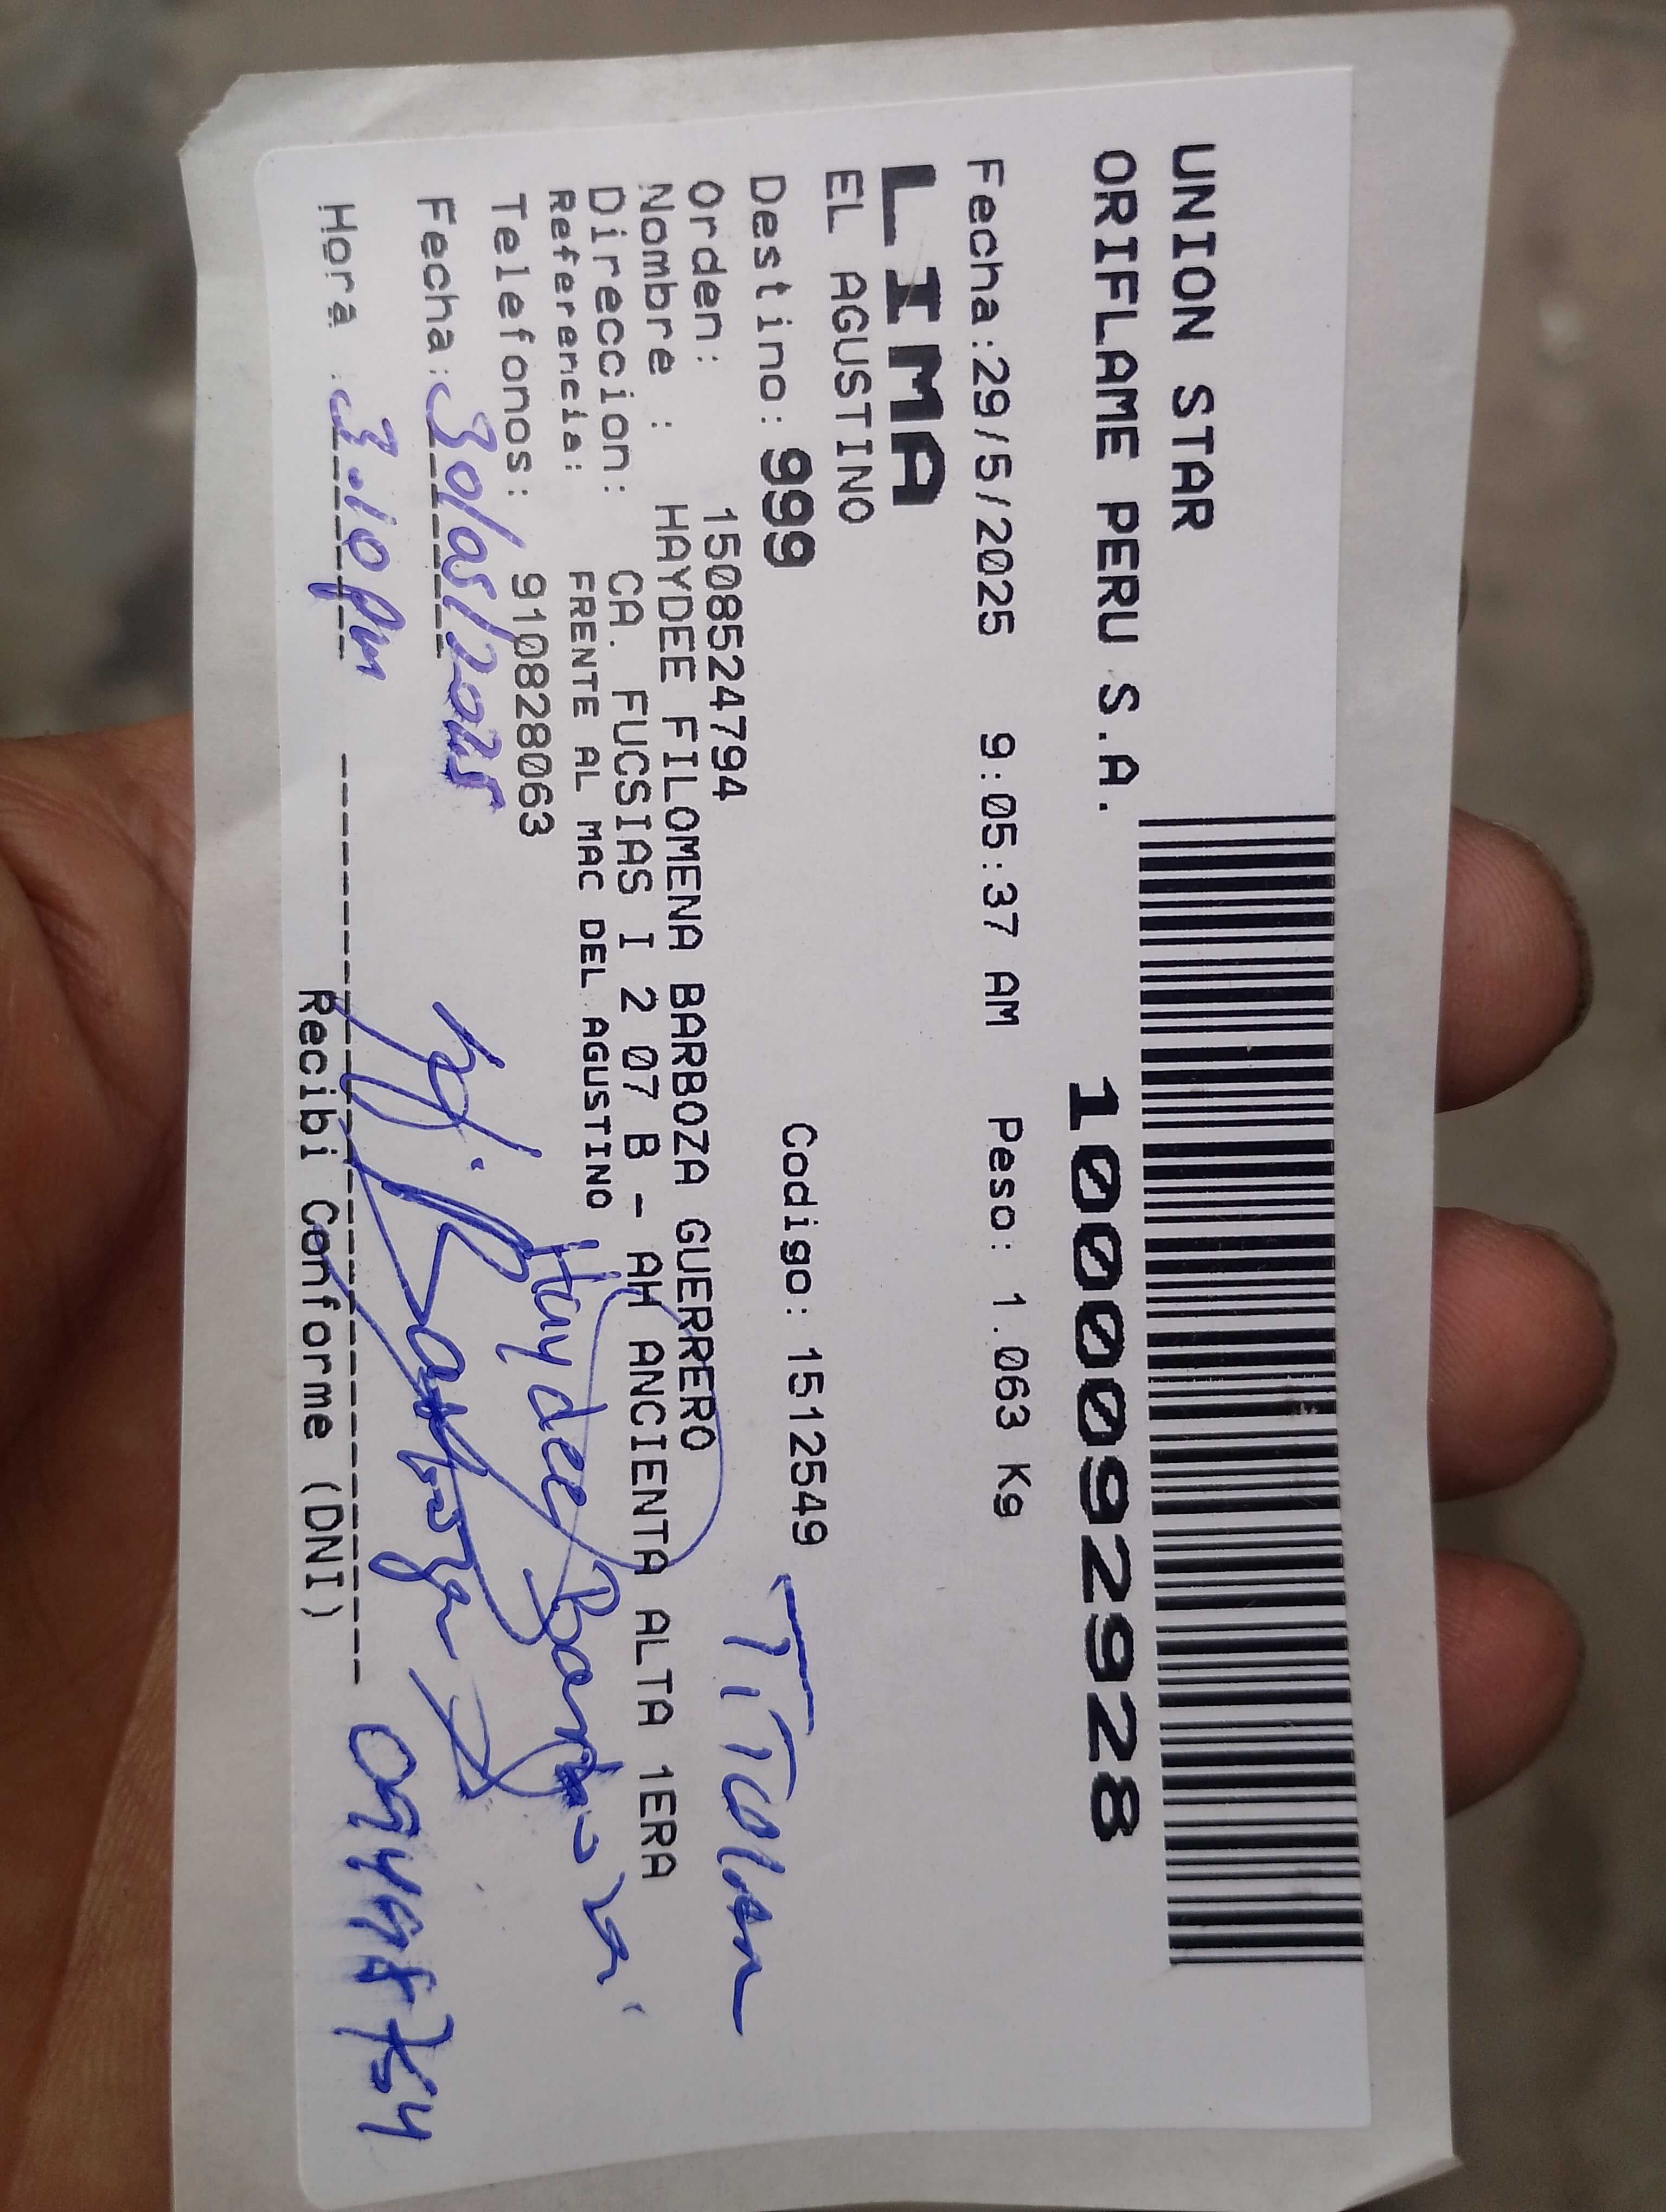 UNION STAR
ORIFLAME PERU S.A.
1000092928
Fecha:29/5/2025 9:05:37 AM Peso: 1.063 Kg
LIMA
EL AGUSTINO
Destino: 999 Codigo: 1512549
Titular
Orden: 1508524794
Nombre : HAYDEE FILOMENA BARBOZA GUERRERO
Direccion: CA. FUCSIAS I 2 07 B - AH ANCIENTA ALTA 1ERA
Referencia: FRENTE AL MAC DEL AGUSTINO
Telefonos: 910828063
Haydee Barboza
Fecha: 30/05/2025
Hora : 3.10 pm
Recibi Conforme (DNI)